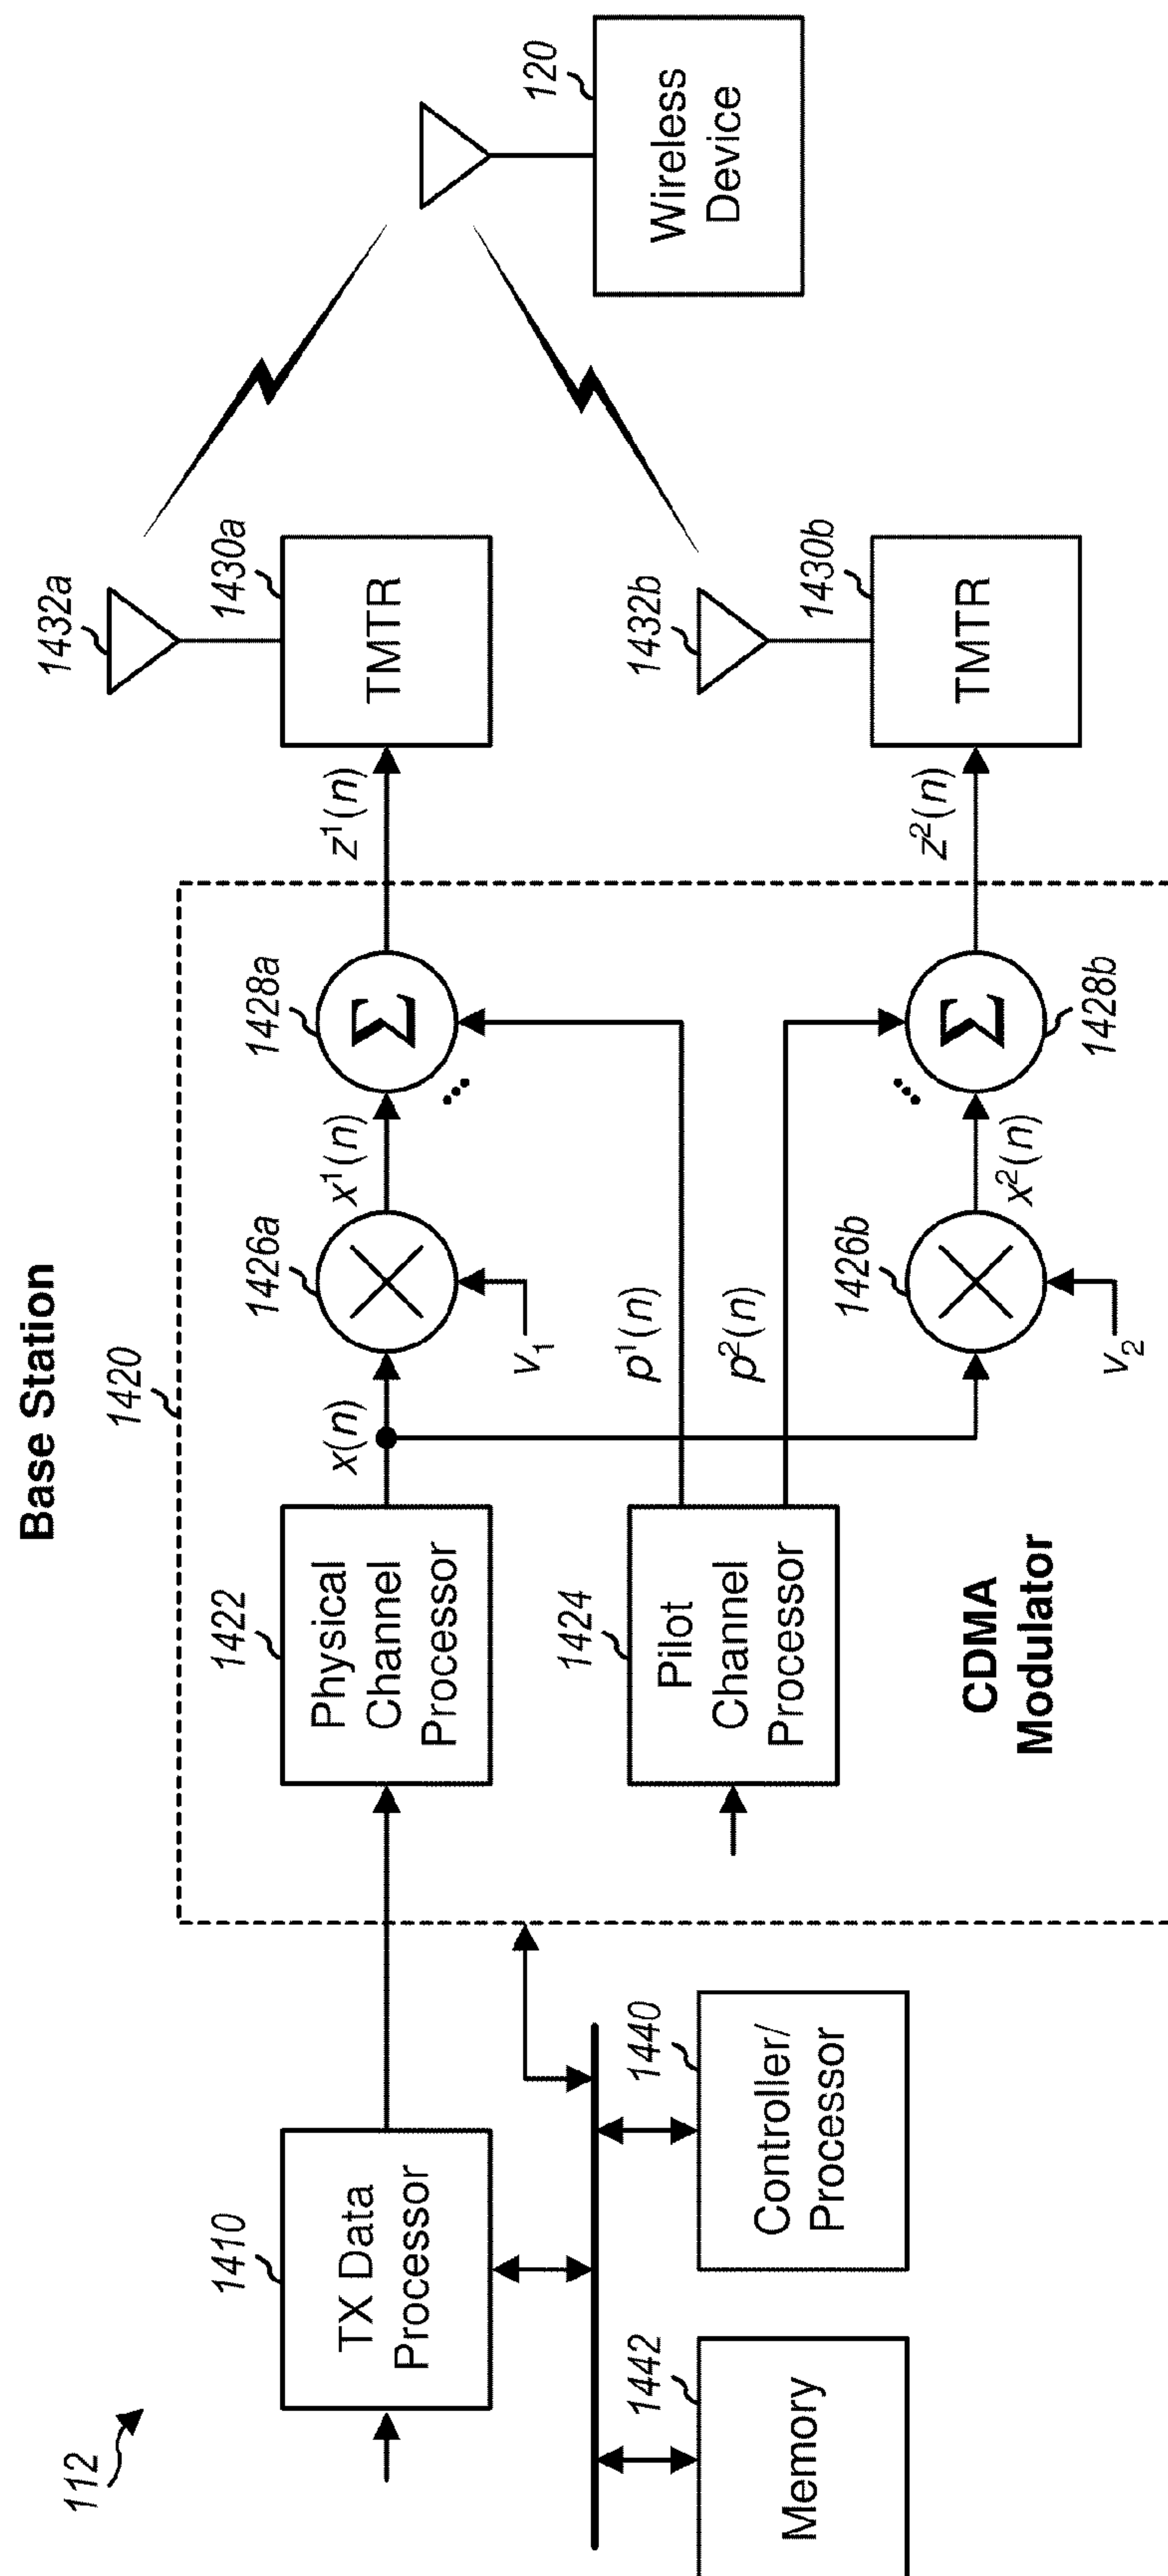 Base Station
112
1410
TX Data
Processor
1442
Memory
1440
Controller/
Processor
1420
1422
Physical
Channel
Processor
x(n)
1424
Pilot
Channel
Processor
CDMA
Modulator
1426a
v₁
x¹(n)
p¹(n)
p²(n)
1426b
v₂
x²(n)
1428a
Σ
1428b
Σ
z¹(n)
z²(n)
1432a
1430a
TMTR
1432b
1430b
TMTR
120
Wireless
Device